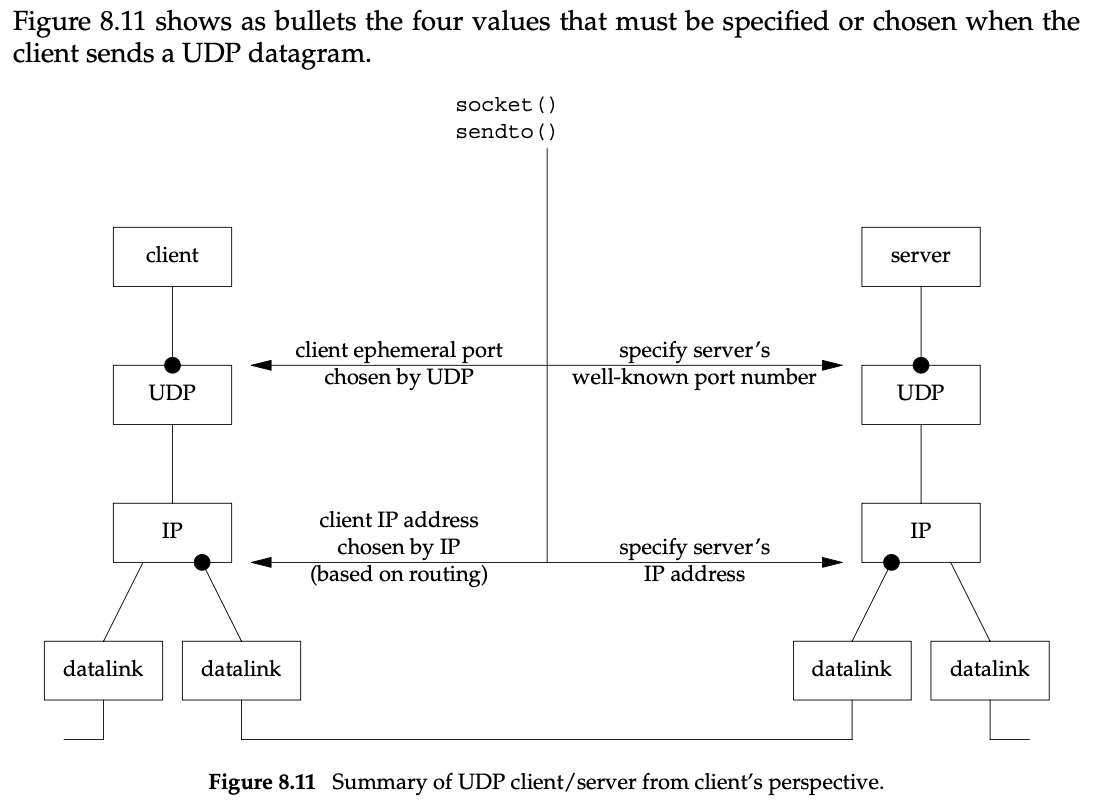 Figure 8.11 shows as bullets the four values that must be specified or chosen when the
client sends a UDP datagram.
socket()
sendto()
client
server
client ephemeral port
chosen by UDP
specify server's
well-known port number
UDP
UDP
client IP address
chosen by IP
(based on routing)
specify server's
IP address
IP
IP
datalink
datalink
datalink
datalink
Figure 8.11 Summary of UDP client/server from client's perspective.